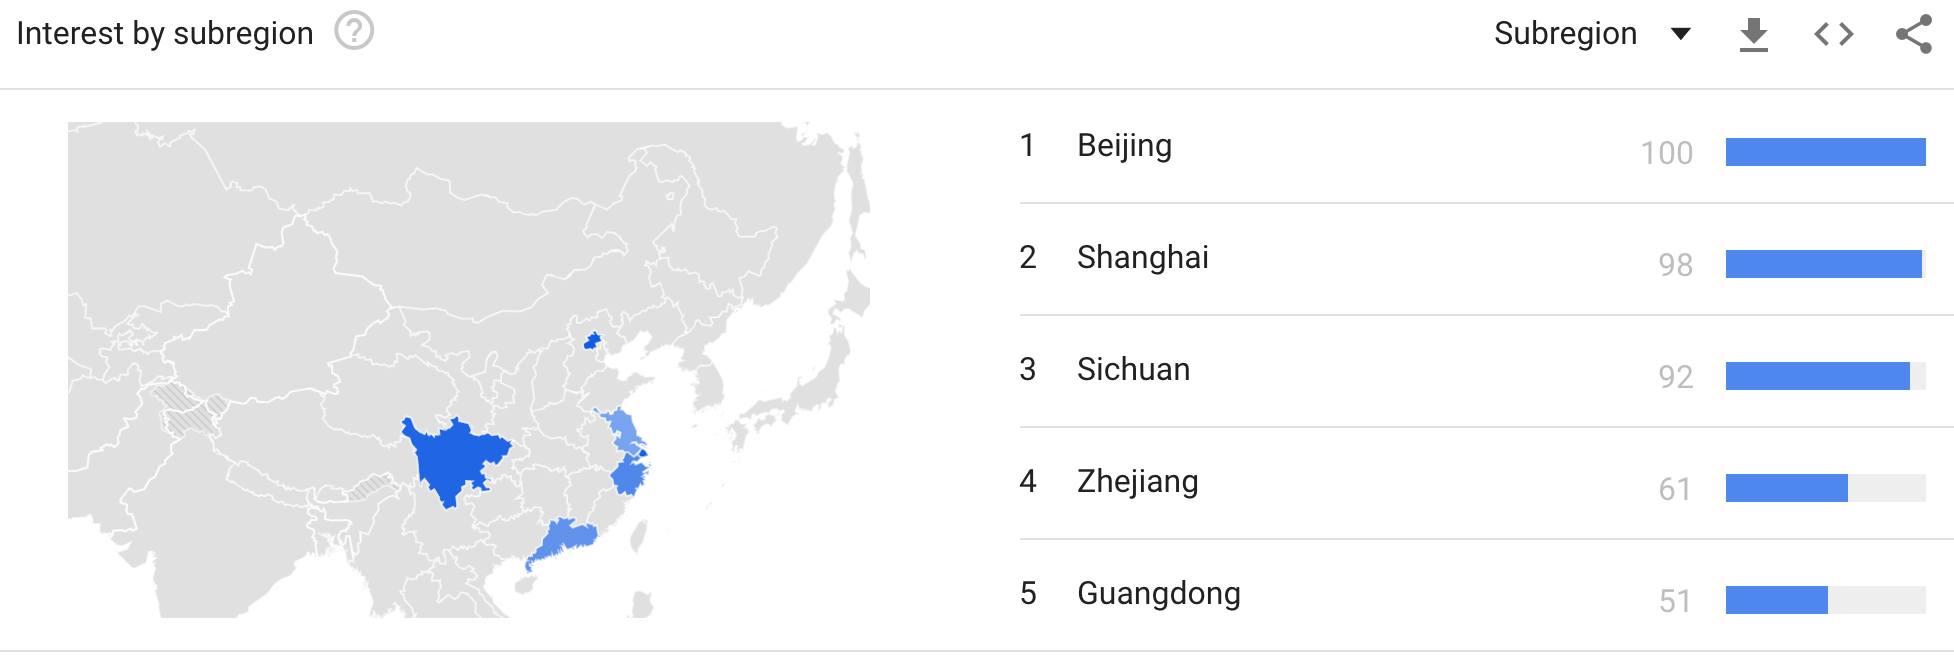 Interest by subregion ?
Subregion
1 Beijing 100
2 Shanghai 98
3 Sichuan 92
4 Zhejiang 61
5 Guangdong 51